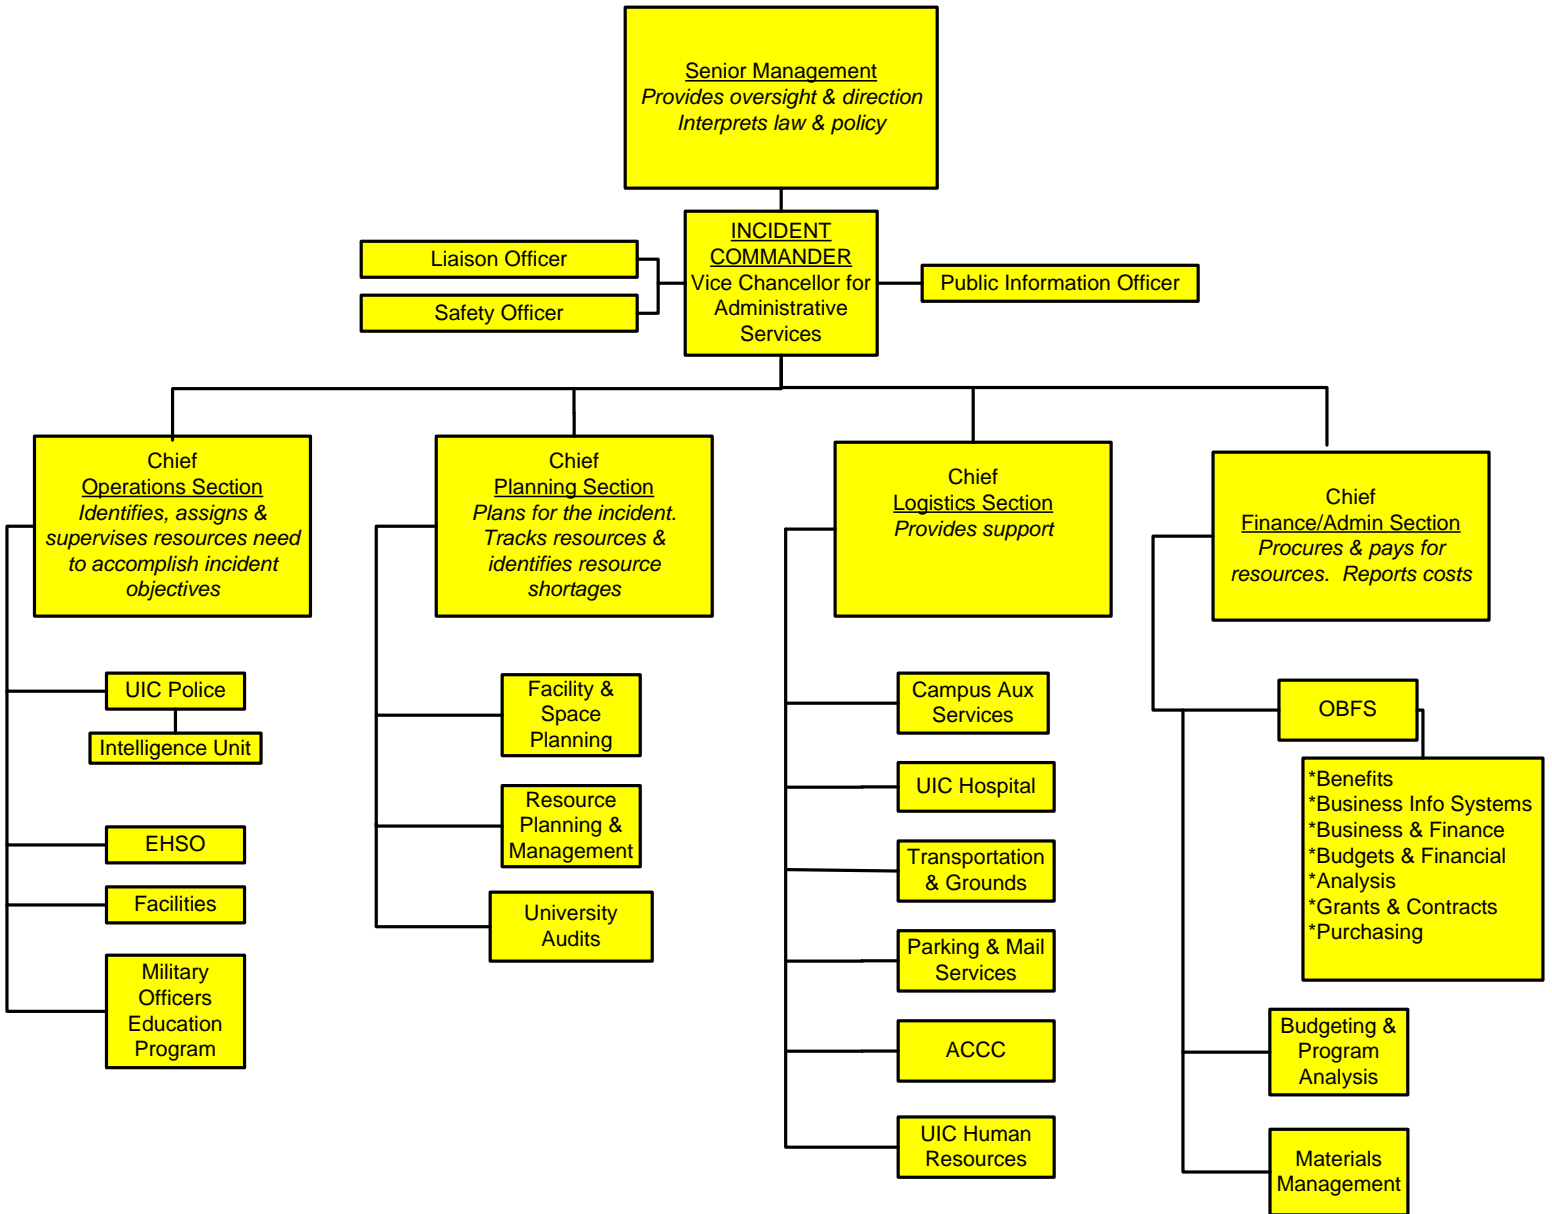 Senior Management
Provides oversight & direction
Interprets law & policy
INCIDENT
COMMANDER
Vice Chancellor for
Administrative
Services
Liaison Officer
Safety Officer
Public Information Officer
Chief
Operations Section
Identifies, assigns &
supervises resources need
to accomplish incident
objectives
Chief
Planning Section
Plans for the incident.
Tracks resources &
identifies resource
shortages
Chief
Logistics Section
Provides support
Chief
Finance/Admin Section
Procures & pays for
resources.  Reports costs
UIC Police
Intelligence Unit
EHSO
Facilities
Military
Officers
Education
Program
Facility &
Space
Planning
Resource
Planning &
Management
University
Audits
Campus Aux
Services
UIC Hospital
Transportation
& Grounds
Parking & Mail
Services
ACCC
UIC Human
Resources
OBFS
*Benefits
*Business Info Systems
*Business & Finance
*Budgets & Financial
*Analysis
*Grants & Contracts
*Purchasing
Budgeting &
Program
Analysis
Materials
Management